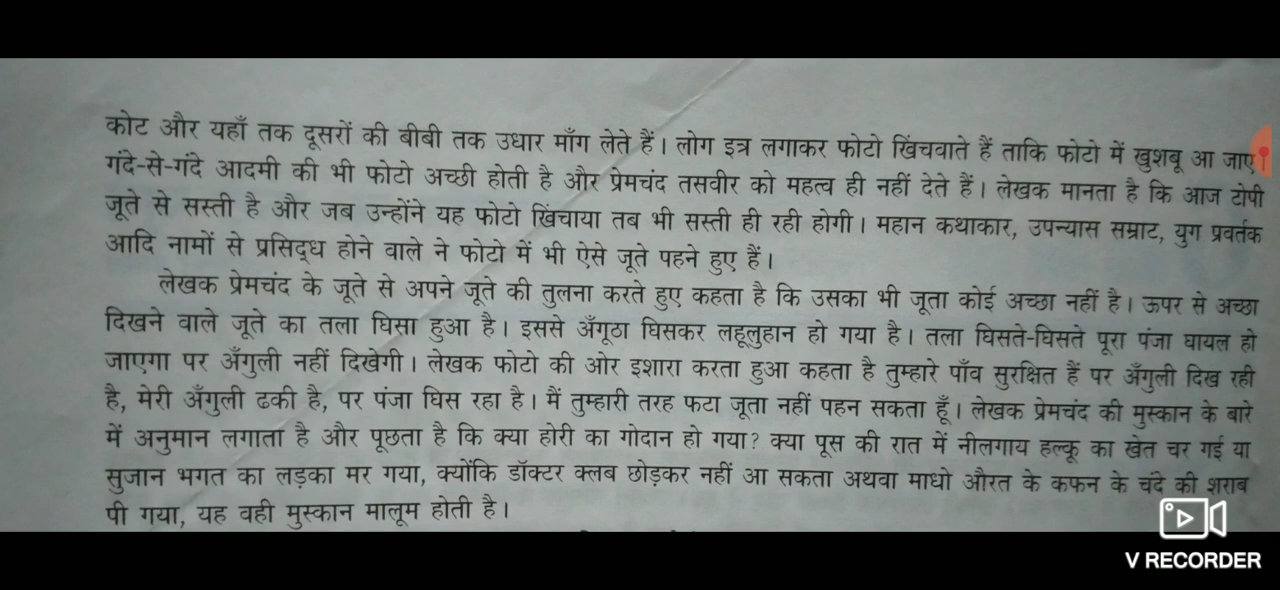 कोट और यहाँ तक दूसरों की बीबी तक उधार माँग लेते हैं। लोग इत्र लगाकर फोटो खिंचवाते हैं ताकि फोटो में खुशबू आ जाए।
गंदे-से-गंदे आदमी की भी फोटो अच्छी होती है और प्रेमचंद तसवीर को महत्व ही नहीं देते हैं। लेखक मानता है कि आज टोपी
जूते से सस्ती है और जब उन्होंने यह फोटो खिंचाया तब भी सस्ती ही रही होगी। महान कथाकार, उपन्यास सम्राट, युग प्रवर्तक
आदि नामों से प्रसिद्ध होने वाले ने फोटो में भी ऐसे जूते पहने हुए हैं।
लेखक प्रेमचंद के जूते से अपने जूते की तुलना करते हुए कहता है कि उसका भी जूता कोई अच्छा नहीं है। ऊपर से अच्छा
दिखने वाले जूते का तला घिसा हुआ है। इससे अँगूठा घिसकर लहूलुहान हो गया है। तला घिसते-घिसते पूरा पंजा घायल हो
जाएगा पर अँगुली नहीं दिखेगी। लेखक फोटो की ओर इशारा करता हुआ कहता है तुम्हारे पाँव सुरक्षित हैं पर अँगुली दिख रही
है, मेरी अँगुली ढकी है, पर पंजा घिस रहा है। मैं तुम्हारी तरह फटा जूता नहीं पहन सकता हूँ। लेखक प्रेमचंद की मुस्कान के बारे
में अनुमान लगाता है और पूछता है कि क्या होरी का गोदान हो गया? क्या पूस की रात में नीलगाय हल्कू का खेत चर गई या
सुजान भगत का लड़का मर गया, क्योंकि डॉक्टर क्लब छोड़कर नहीं आ सकता अथवा माधो औरत के कफन के चंदे की शराब
पी गया, यह वही मुस्कान मालूम होती है।
V RECORDER